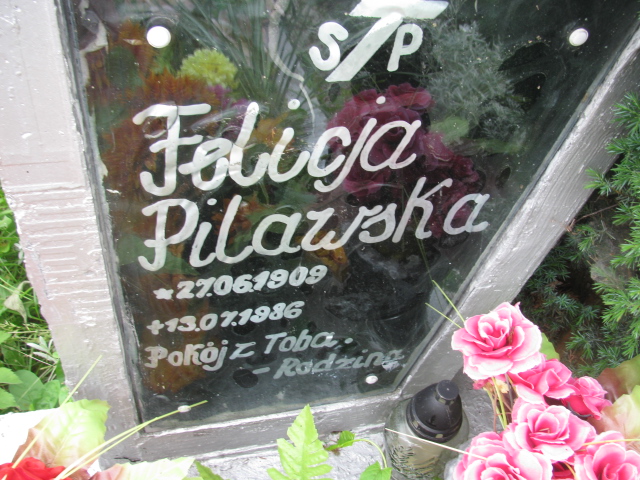 Ś/P
Felicja
Pilawska
*27.06.1909
+13.07.1986
Pokój z Tobą.
- Rodzina